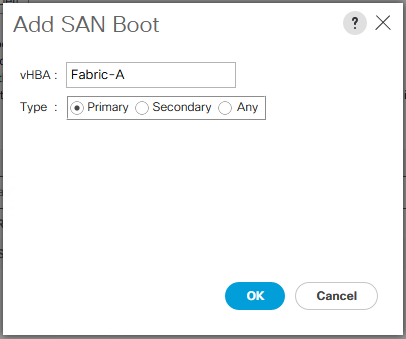 Add SAN Boot ?
vHBA : Fabric-A
Type : Primary Secondary Any
OK Cancel